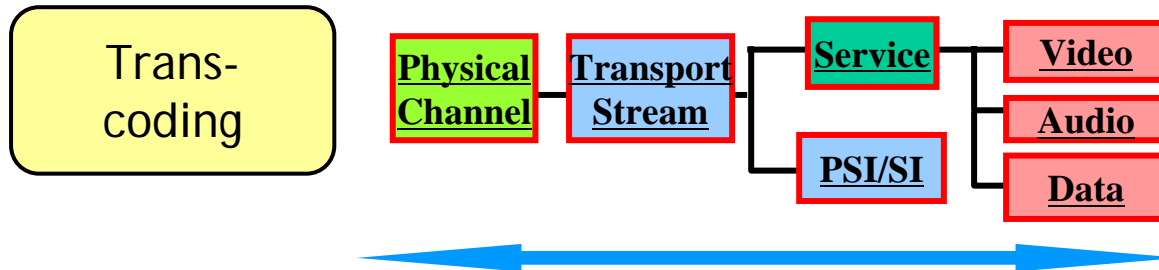 Trans-
coding
Physical
Channel
Transport
Stream
Service
PSI/SI
Video
Audio
Data